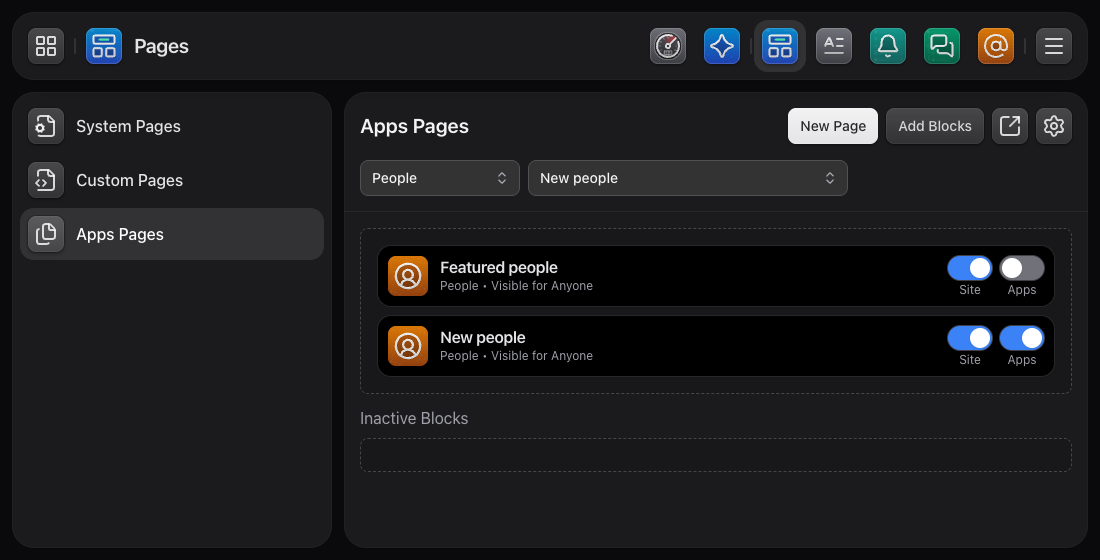 Pages
System Pages
Custom Pages
Apps Pages
Apps Pages
New Page
Add Blocks
People
New people
Featured people
People • Visible for Anyone
Site
Apps
New people
People • Visible for Anyone
Site
Apps
Inactive Blocks